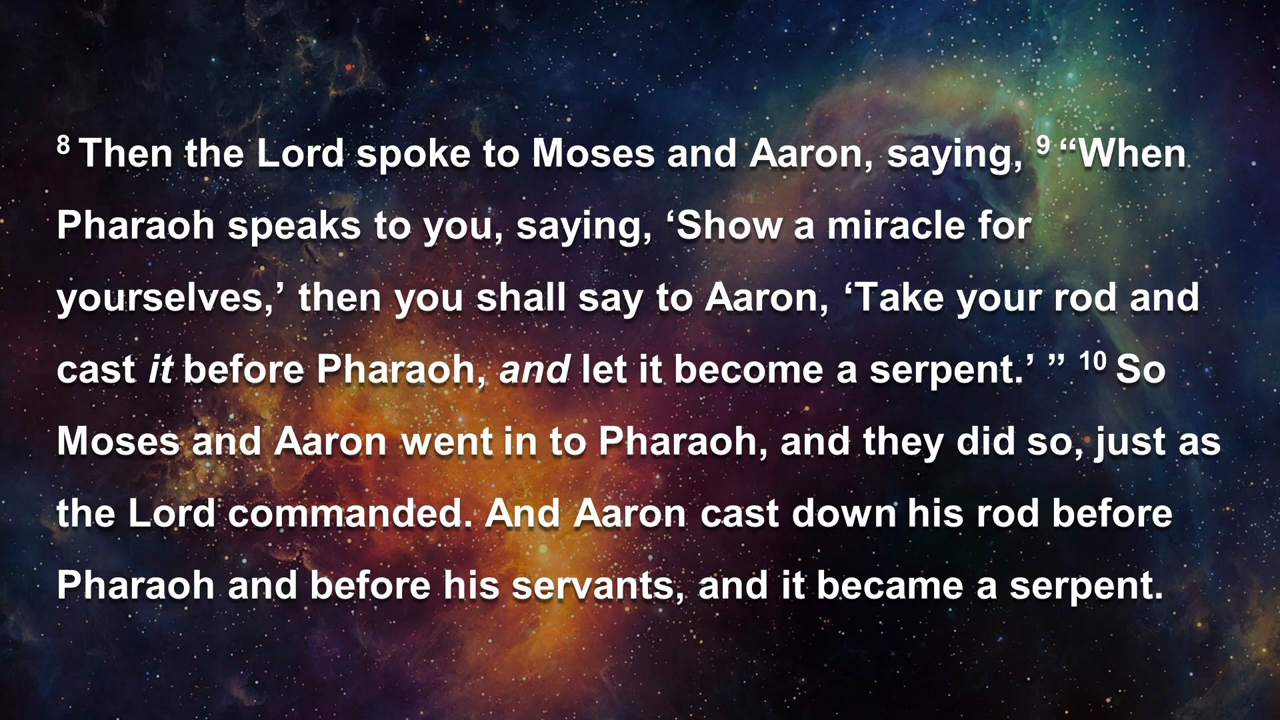 8 Then the Lord spoke to Moses and Aaron, saying, 9 “When
Pharaoh speaks to you, saying, ‘Show a miracle for
yourselves,’ then you shall say to Aaron, ‘Take your rod and
cast it before Pharaoh, and let it become a serpent.’ ” 10 So
Moses and Aaron went in to Pharaoh, and they did so, just as
the Lord commanded. And Aaron cast down his rod before
Pharaoh and before his servants, and it became a serpent.